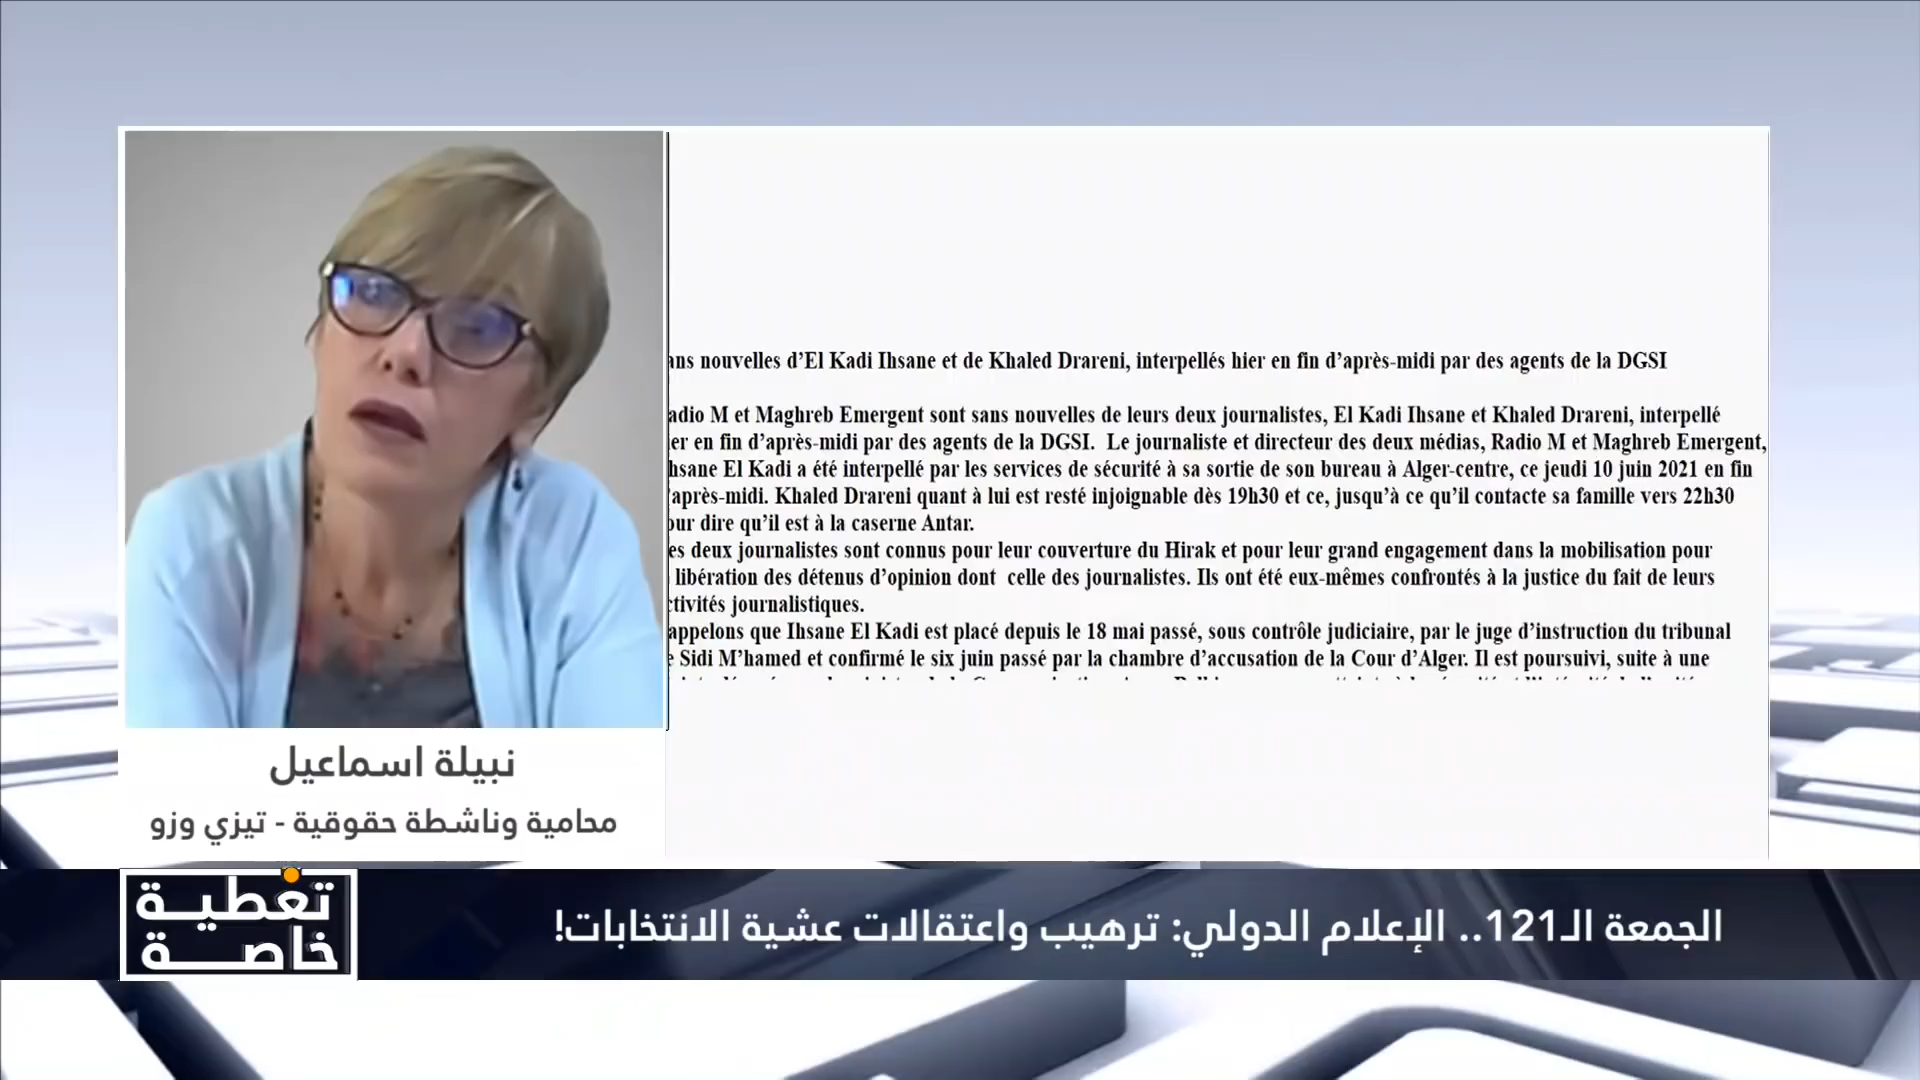 ans nouvelles d’El Kadi Ihsane et de Khaled Drareni, interpellés hier en fin d’après-midi par des agents de la DGSI
adio M et Maghreb Emergent sont sans nouvelles de leurs deux journalistes, El Kadi Ihsane et Khaled Drareni, interpellé
ier en fin d’après-midi par des agents de la DGSI.  Le journaliste et directeur des deux médias, Radio M et Maghreb Emergent,
hsane El Kadi a été interpellé par les services de sécurité à sa sortie de son bureau à Alger-centre, ce jeudi 10 juin 2021 en fin
’après-midi. Khaled Drareni quant à lui est resté injoignable dès 19h30 et ce, jusqu’à ce qu’il contacte sa famille vers 22h30
our dire qu’il est à la caserne Antar.
es deux journalistes sont connus pour leur couverture du Hirak et pour leur grand engagement dans la mobilisation pour
libération des détenus d’opinion dont  celle des journalistes. Ils ont été eux-mêmes confrontés à la justice du fait de leurs
ctivités journalistiques.
appelons que Ihsane El Kadi est placé depuis le 18 mai passé, sous contrôle judiciaire, par le juge d’instruction du tribunal
e Sidi M’hamed et confirmé le six juin passé par la chambre d’accusation de la Cour d’Alger. Il est poursuivi, suite à une
نبيلة اسماعيل
محامية وناشطة حقوقية - تيزي وزو
تغطية
خاصة
الجمعة الـ121.. الإعلام الدولي: ترهيب واعتقالات عشية الانتخابات!